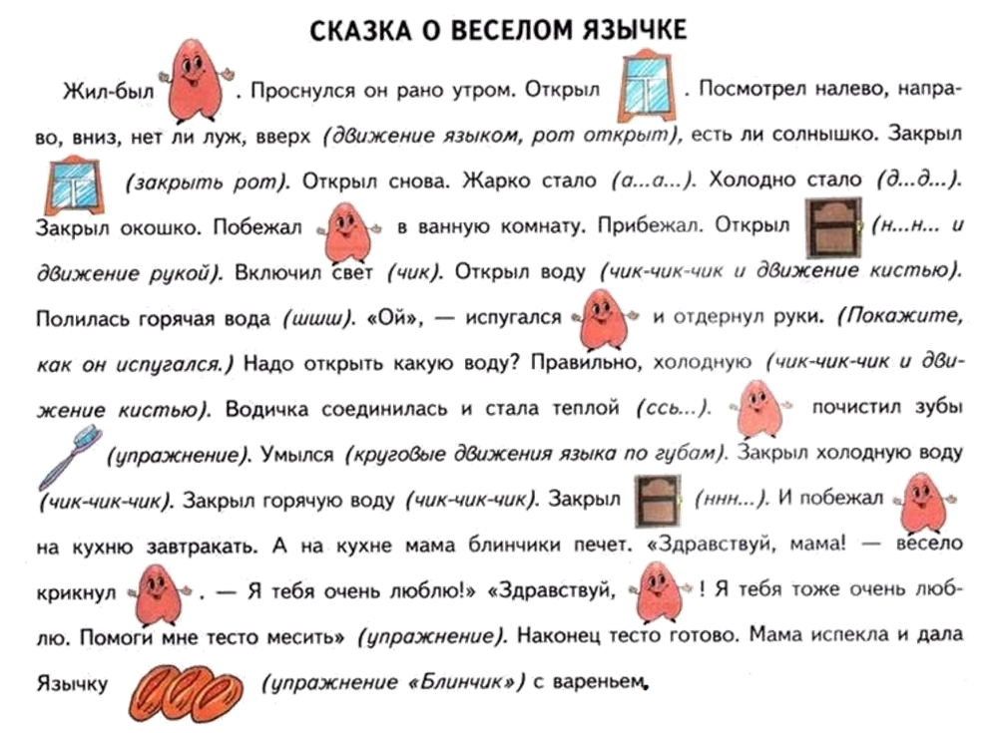 СКАЗКА О ВЕСЕЛОМ ЯЗЫЧКЕ
Жил-был . Проснулся он рано утром. Открыл . Посмотрел налево, напра-
во, вниз, нет ли луж, вверх (движение языком, рот открыт), есть ли солнышко. Закрыл
(закрыть рот). Открыл снова. Жарко стало (а...а...). Холодно стало (д...д...).
Закрыл окошко. Побежал в ванную комнату. Прибежал. Открыл (н...н... и
движение рукой). Включил свет (чик). Открыл воду (чик-чик-чик и движение кистью).
Полилась горячая вода (шшш). «Ой», — испугался и отдернул руки. (Покажите,
как он испугался.) Надо открыть какую воду? Правильно, холодную (чик-чик-чик и дви-
жение кистью). Водичка соединилась и стала теплой (ссь...). почистил зубы
(упражнение). Умылся (круговые движения языка по губам). Закрыл холодную воду
(чик-чик-чик). Закрыл горячую воду (чик-чик-чик). Закрыл (ннн...). И побежал
на кухню завтракать. А на кухне мама блинчики печет. «Здравствуй, мама! — весело
крикнул . — Я тебя очень люблю!» «Здравствуй, ! Я тебя тоже очень люб-
лю. Помоги мне тесто месить» (упражнение). Наконец тесто готово. Мама испекла и дала
Язычку (упражнение «Блинчик») с вареньем.